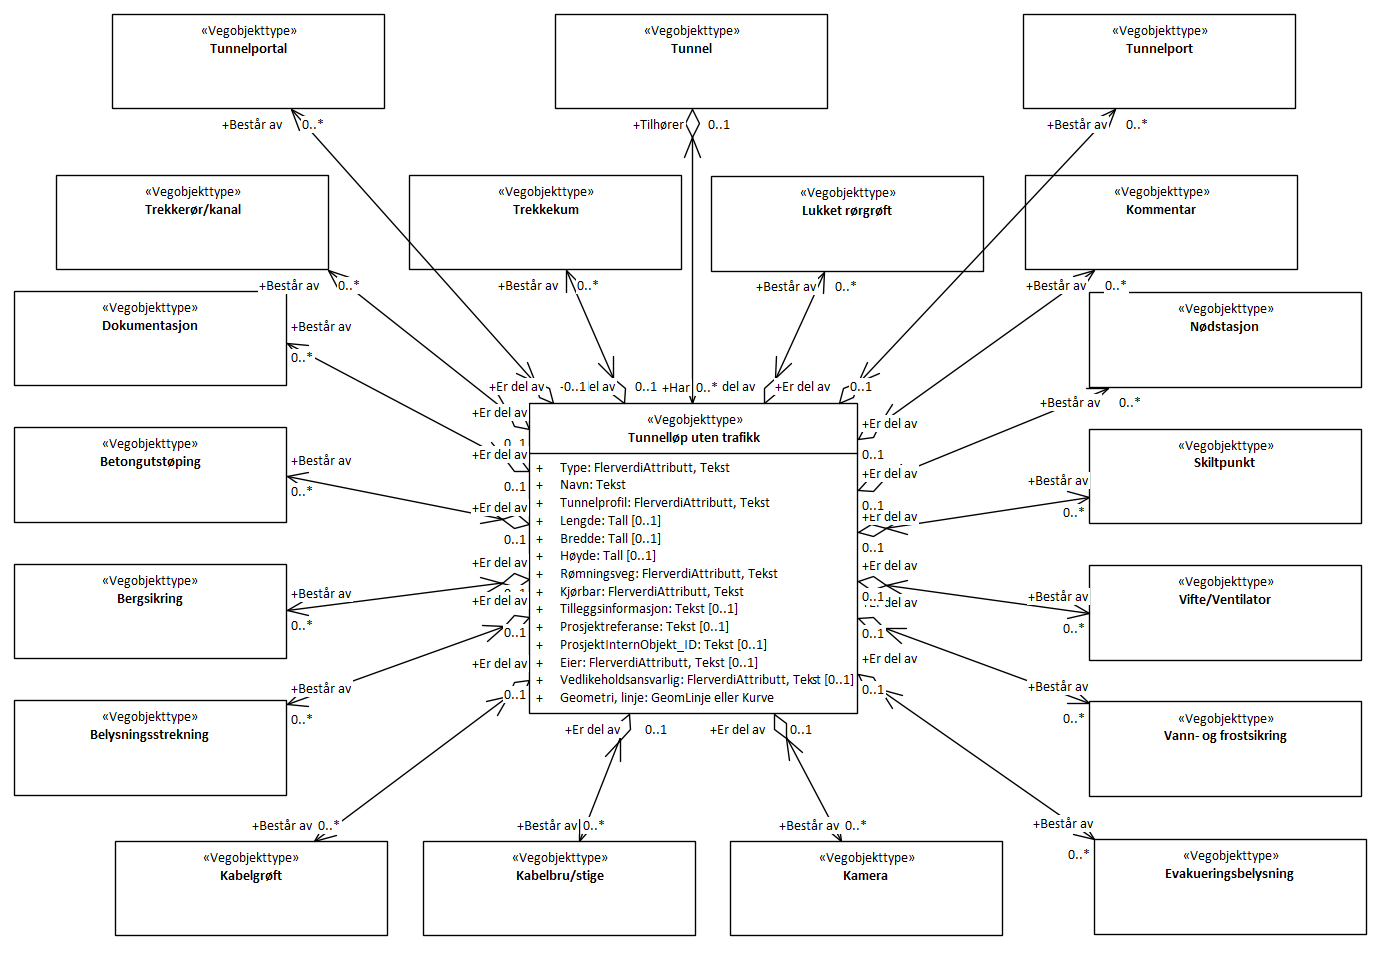 «Vegobjekttype»
Tunnelportal
«Vegobjekttype»
Tunnel
«Vegobjekttype»
Tunnelport
+Består av
0..*
+Tilhører
0..1
+Består av
0..*
«Vegobjekttype»
Trekkerør/kanal
«Vegobjekttype»
Trekkekum
«Vegobjekttype»
Lukket rørgrøft
«Vegobjekttype»
Kommentar
+Består av
0..*
+Består av
0..*
+Består av
0..*
+Består av
0..*
«Vegobjekttype»
Dokumentasjon
+Består av
0..*
«Vegobjekttype»
Nødstasjon
+Består av
0..*
+Er del av
0..1
del av
0..1
+Har
0..*
del av
+Er del av
0..1
+Er del av
0..1
+Er del av
0..1
+Er del av
0..1
+Er del av
0..1
«Vegobjekttype»
Tunnelløp uten trafikk
+ Type: FlerverdiAttributt, Tekst
+ Navn: Tekst
+ Tunnelprofil: FlerverdiAttributt, Tekst
+ Lengde: Tall [0..1]
+ Bredde: Tall [0..1]
+ Høyde: Tall [0..1]
+ Rømningsveg: FlerverdiAttributt, Tekst
+ Kjørbar: FlerverdiAttributt, Tekst
+ Tilleggsinformasjon: Tekst [0..1]
+ Prosjektreferanse: Tekst [0..1]
+ ProsjektInternObjekt_ID: Tekst [0..1]
+ Eier: FlerverdiAttributt, Tekst [0..1]
+ Vedlikeholdsansvarlig: FlerverdiAttributt, Tekst [0..1]
+ Geometri, linje: GeomLinje eller Kurve
«Vegobjekttype»
Betongutstøping
+Består av
0..*
+Er del av
0..1
«Vegobjekttype»
Skiltpunkt
+Består av
0..*
+Er del av
0..1
«Vegobjekttype»
Bergsikring
+Består av
0..*
+Er del av
0..1
«Vegobjekttype»
Vifte/Ventilator
+Består av
0..*
+Er del av
0..1
«Vegobjekttype»
Belysningsstrekning
+Består av
0..*
+Er del av
0..1
«Vegobjekttype»
Vann- og frostsikring
+Består av
0..*
+Er del av
0..1
+Er del av
0..1
+Er del av
0..1
+Er del av
0..1
+Er del av
0..1
+Består av
0..*
+Består av
0..*
+Består av
0..*
+Består av
0..*
«Vegobjekttype»
Kabelgrøft
«Vegobjekttype»
Kabelbru/stige
«Vegobjekttype»
Kamera
«Vegobjekttype»
Evakueringsbelysning